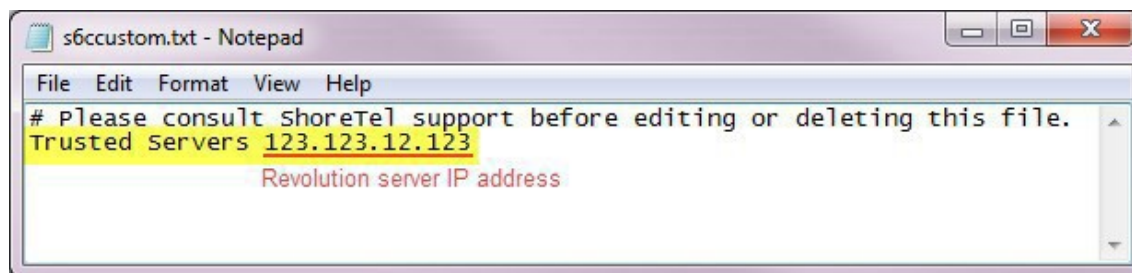 s6ccustom.txt - Notepad
File Edit Format View Help
# Please consult ShoreTel support before editing or deleting this file.
Trusted Servers 123.123.12.123
Revolution server IP address